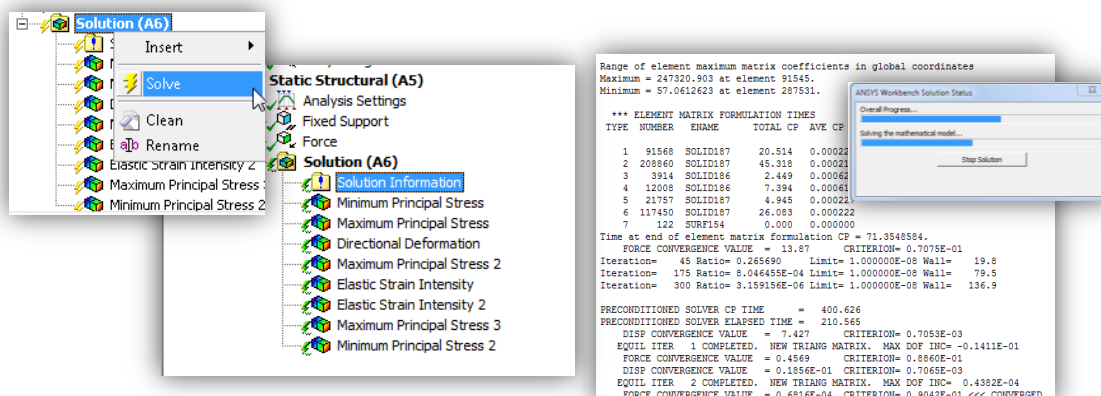 Solution (A6)
Insert
Solve
Clean
Rename
Elastic Strain Intensity 2
Maximum Principal Stress
Minimum Principal Stress 2
Static Structural (A5)
Analysis Settings
Fixed Support
Force
Solution (A6)
Solution Information
Minimum Principal Stress
Maximum Principal Stress
Directional Deformation
Maximum Principal Stress 2
Elastic Strain Intensity
Elastic Strain Intensity 2
Maximum Principal Stress 3
Minimum Principal Stress 2
Range of element maximum matrix coefficients in global coordinates
Maximum = 247320.903 at element 91545.
Minimum = 57.0612623 at element 287531.
*** ELEMENT MATRIX FORMULATION TIMES
TYPE NUMBER ENAME TOTAL CP AVE CP
1 91568 SOLID187 20.514 0.000224
2 208860 SOLID187 45.318 0.00021
3 3914 SOLID186 2.449 0.00062
4 12008 SOLID186 7.394 0.00061
5 21757 SOLID187 4.945 0.000227
6 117450 SOLID187 26.083 0.000222
7 122 SURF154 0.000 0.000000
Time at end of element matrix formulation CP = 71.3548584.
FORCE CONVERGENCE VALUE = 13.87 CRITERION= 0.7075E-01
Iteration= 45 Ratio= 0.265690 Limit= 1.000000E-08 Wall= 19.8
Iteration= 175 Ratio= 8.046455E-04 Limit= 1.000000E-08 Wall= 79.5
Iteration= 300 Ratio= 3.159156E-06 Limit= 1.000000E-08 Wall= 136.9
PRECONDITIONED SOLVER CP TIME = 400.626
PRECONDITIONED SOLVER ELAPSED TIME = 210.565
DISP CONVERGENCE VALUE = 7.427 CRITERION= 0.7053E-03
EQUIL ITER 1 COMPLETED. NEW TRIANG MATRIX. MAX DOF INC= -0.1411E-01
FORCE CONVERGENCE VALUE = 0.4569 CRITERION= 0.8860E-01
DISP CONVERGENCE VALUE = 0.1856E-01 CRITERION= 0.7065E-03
EQUIL ITER 2 COMPLETED. NEW TRIANG MATRIX. MAX DOF INC= 0.4382E-04
FORCE CONVERGENCE VALUE = 0.6816E-04 CRITERION= 0.9042E-01 <<< CONVERGED
ANSYS Workbench Solution Status
Overall Progress...
Solving the mathematical model...
Stop Solution